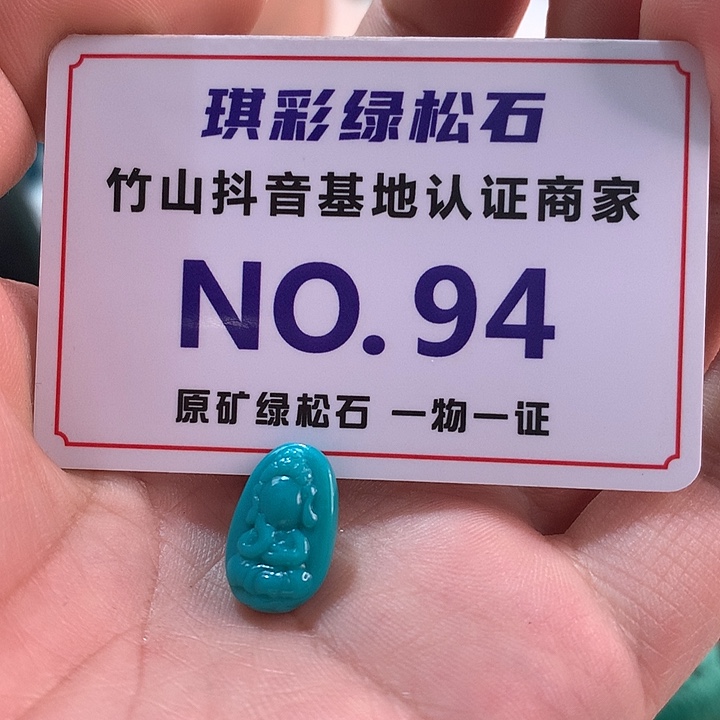 琪彩绿松石
竹山抖音基地认证商家
NO.94
原矿绿松石 一物一证